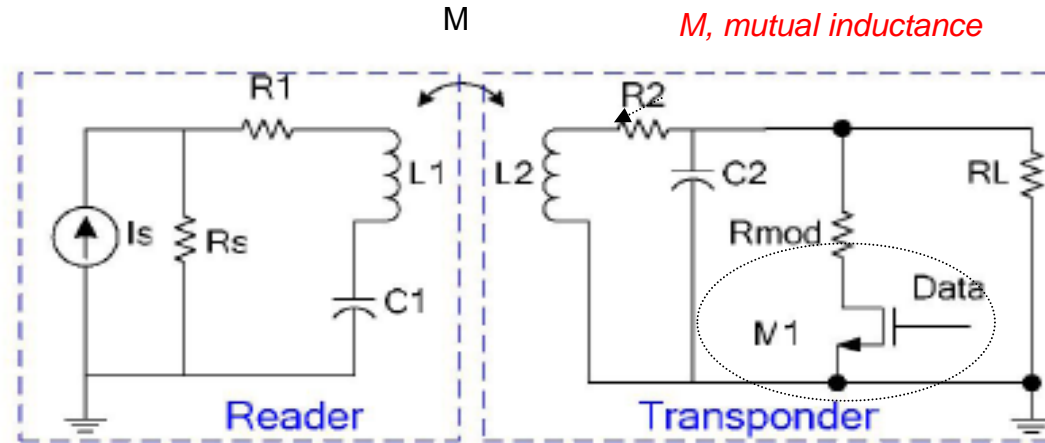 M
M, mutual inductance
R1
R2
L1
L2
C2
RL
Is
Rs
Rmod
C1
Data
M1
Reader
Transponder